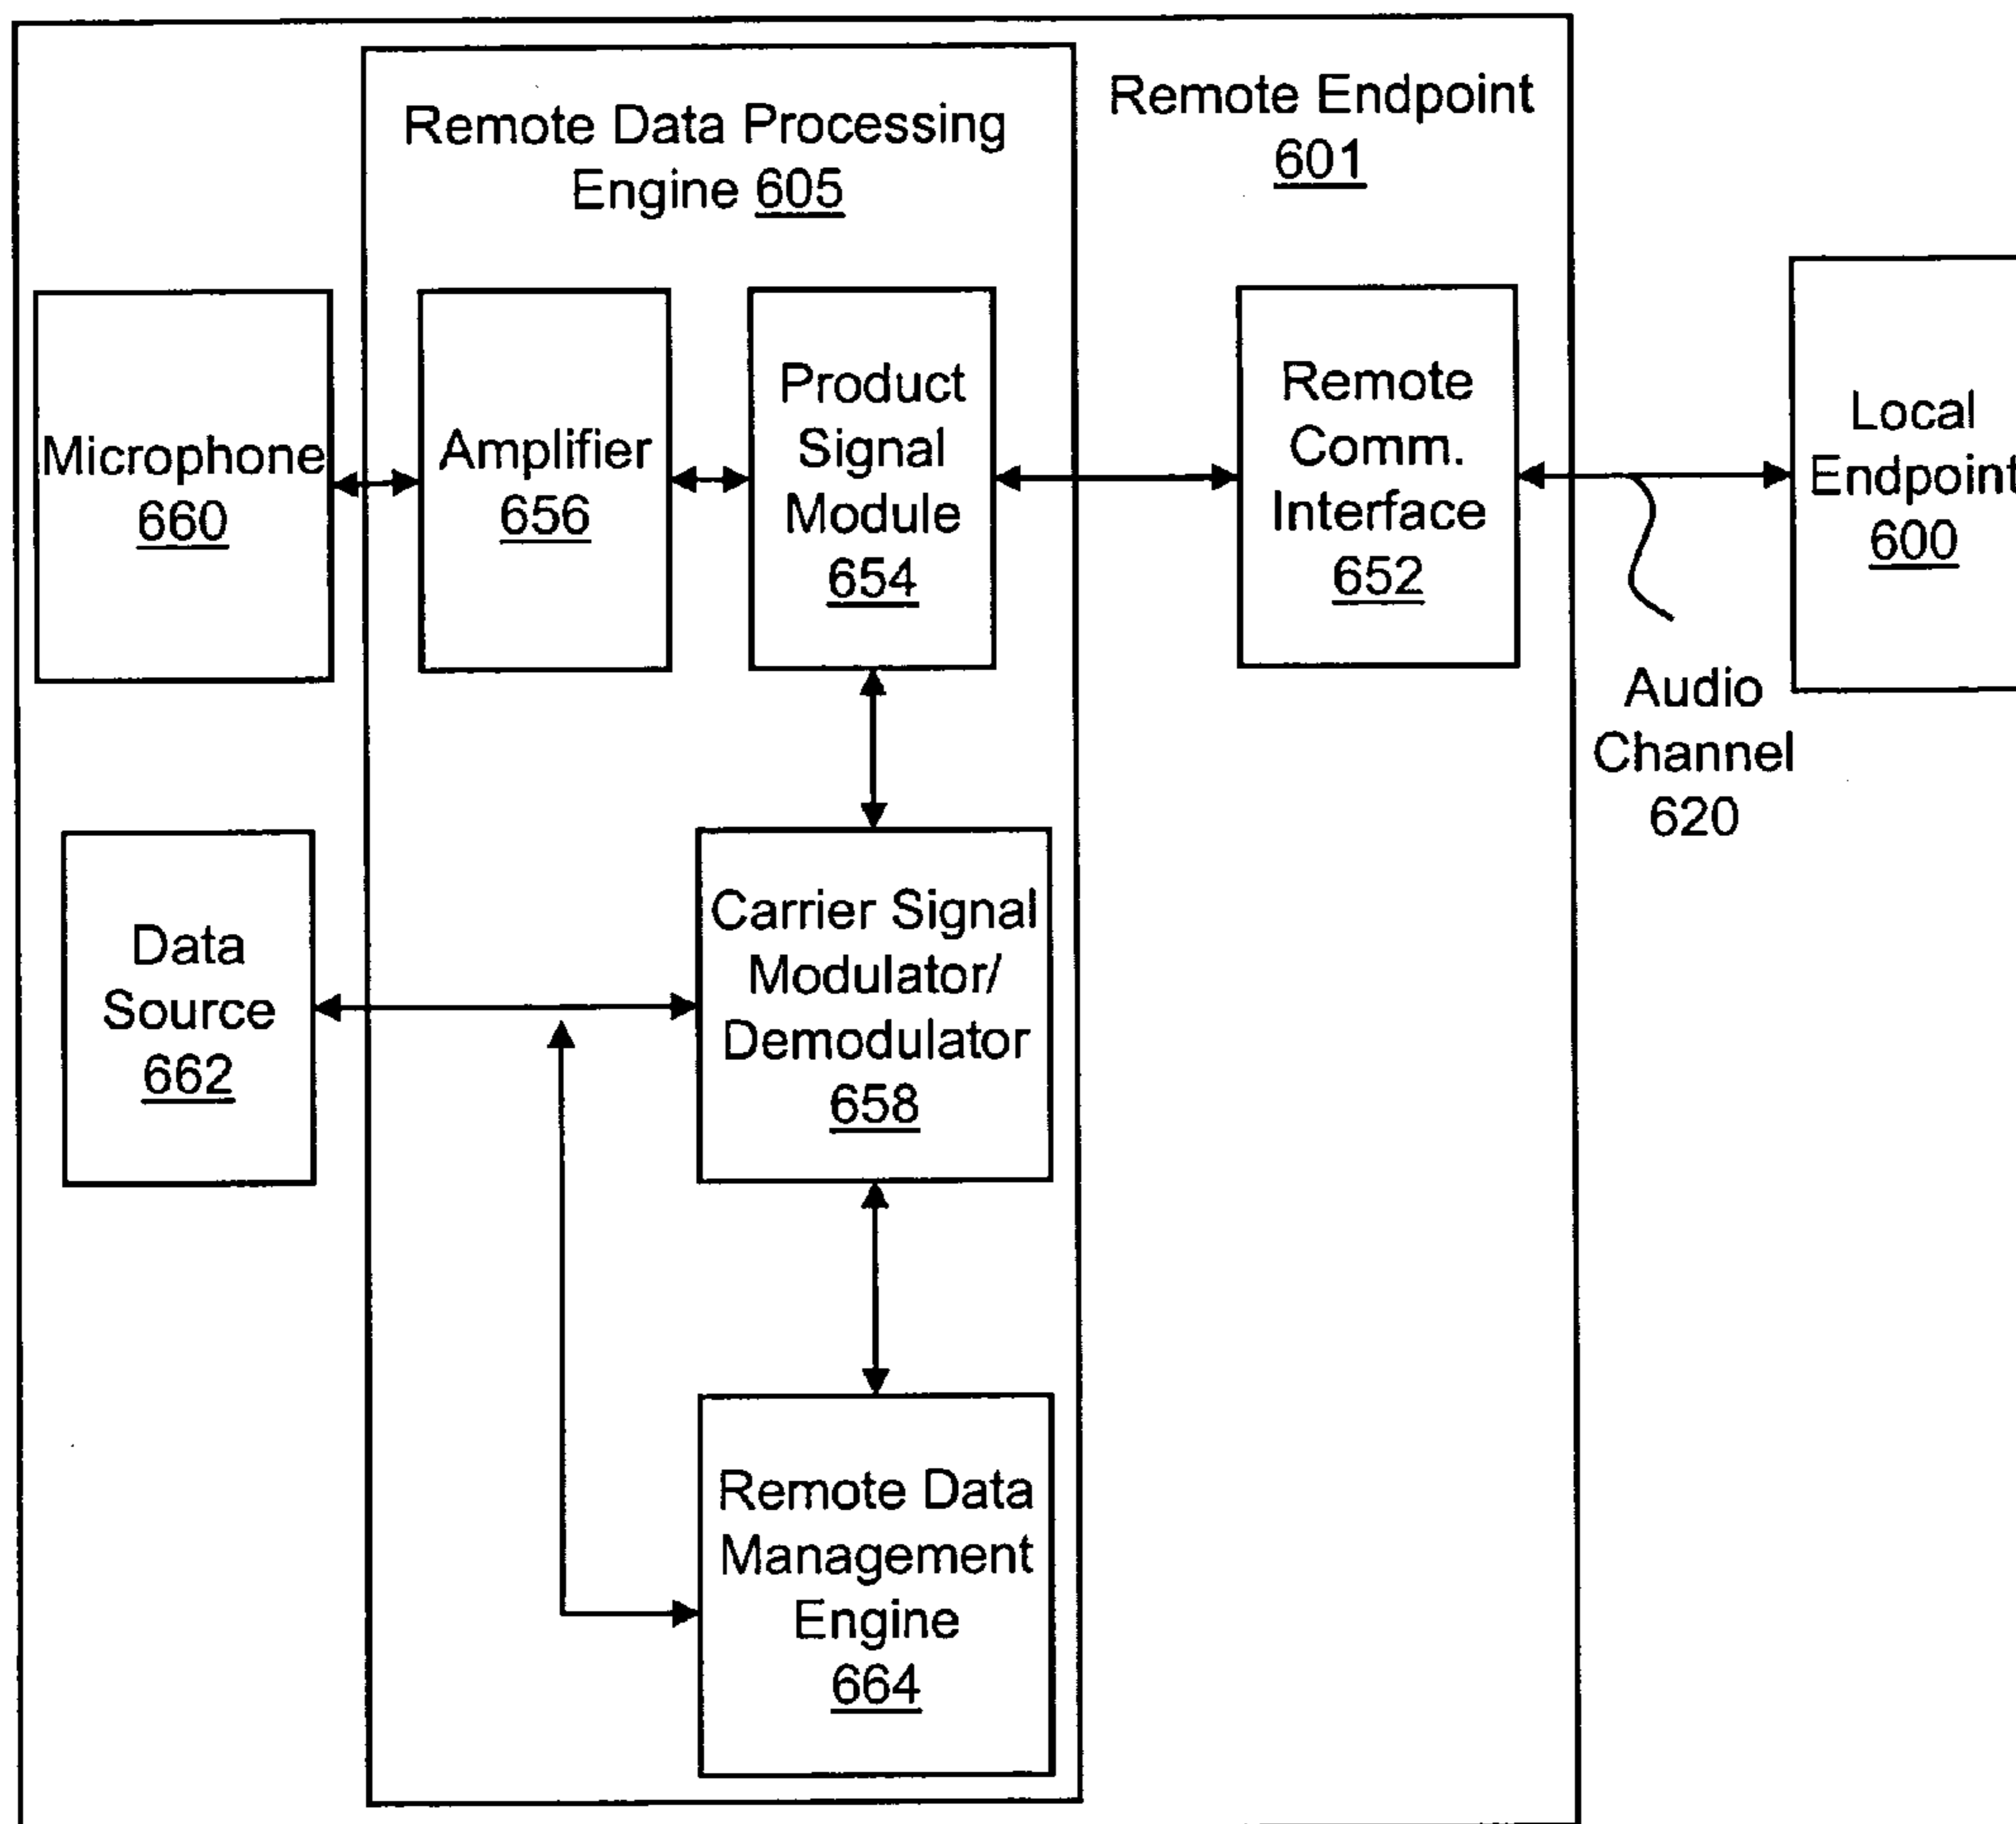 Remote Data Processing
Engine 605
Remote Endpoint
601
Microphone
660
Amplifier
656
Product
Signal
Module
654
Remote
Comm.
Interface
652
Local
Endpoint
600
Audio
Channel
620
Data
Source
662
Carrier Signal
Modulator/
Demodulator
658
Remote Data
Management
Engine
664